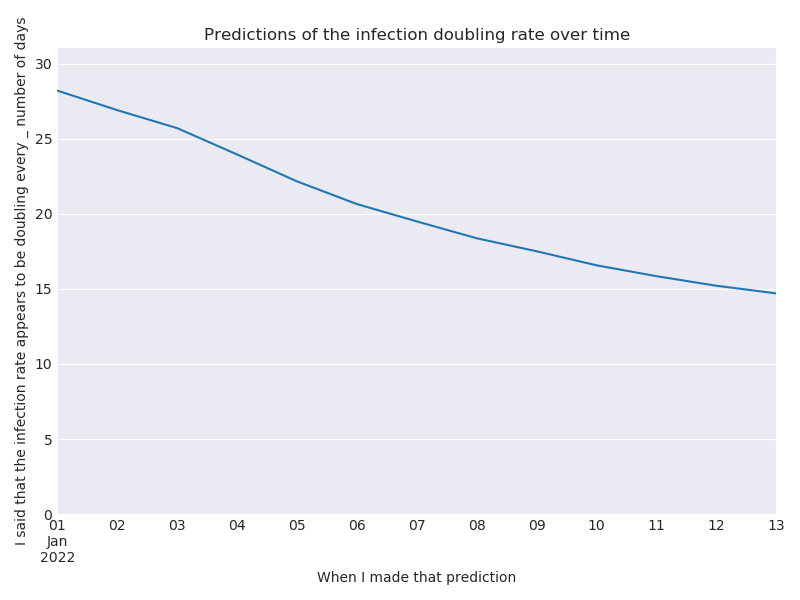 Predictions of the infection doubling rate over time
I said that the infection rate appears to be doubling every _ number of days
30
25
20
15
10
5
0
01 02 03 04 05 06 07 08 09 10 11 12 13
Jan
2022
When I made that prediction